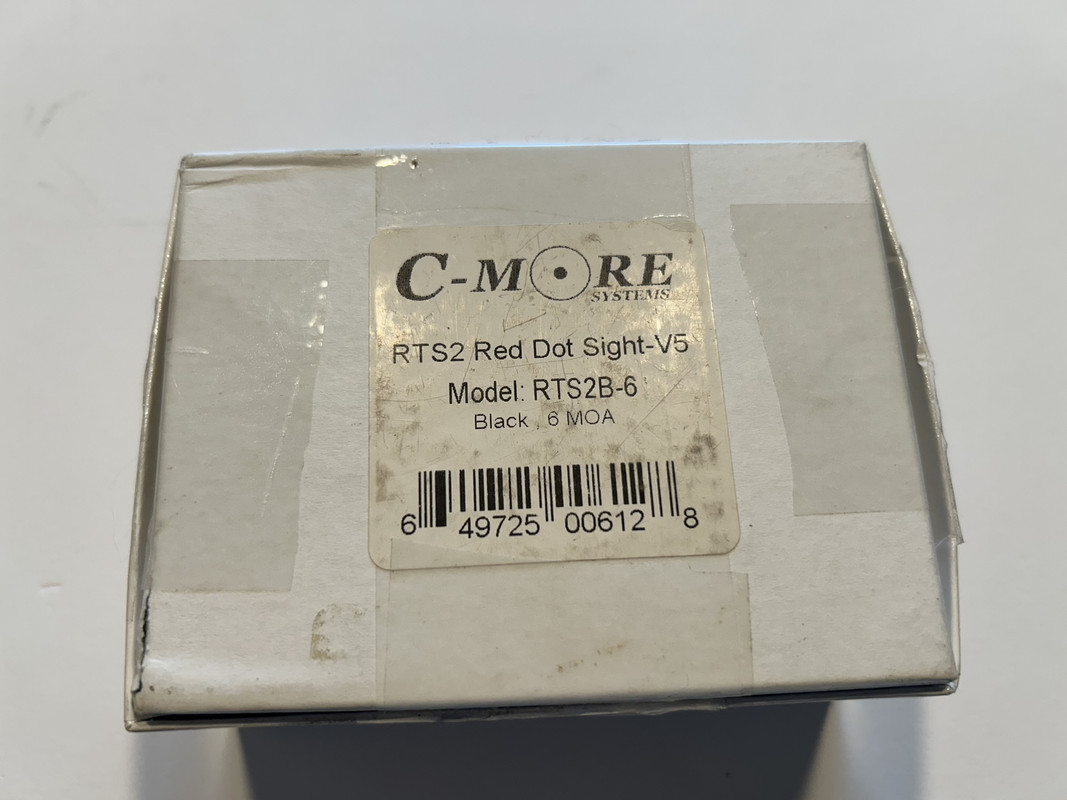 C-MORE
SYSTEMS
RTS2 Red Dot Sight-V5
Model: RTS2B-6
Black , 6 MOA
6 49725 00612 8